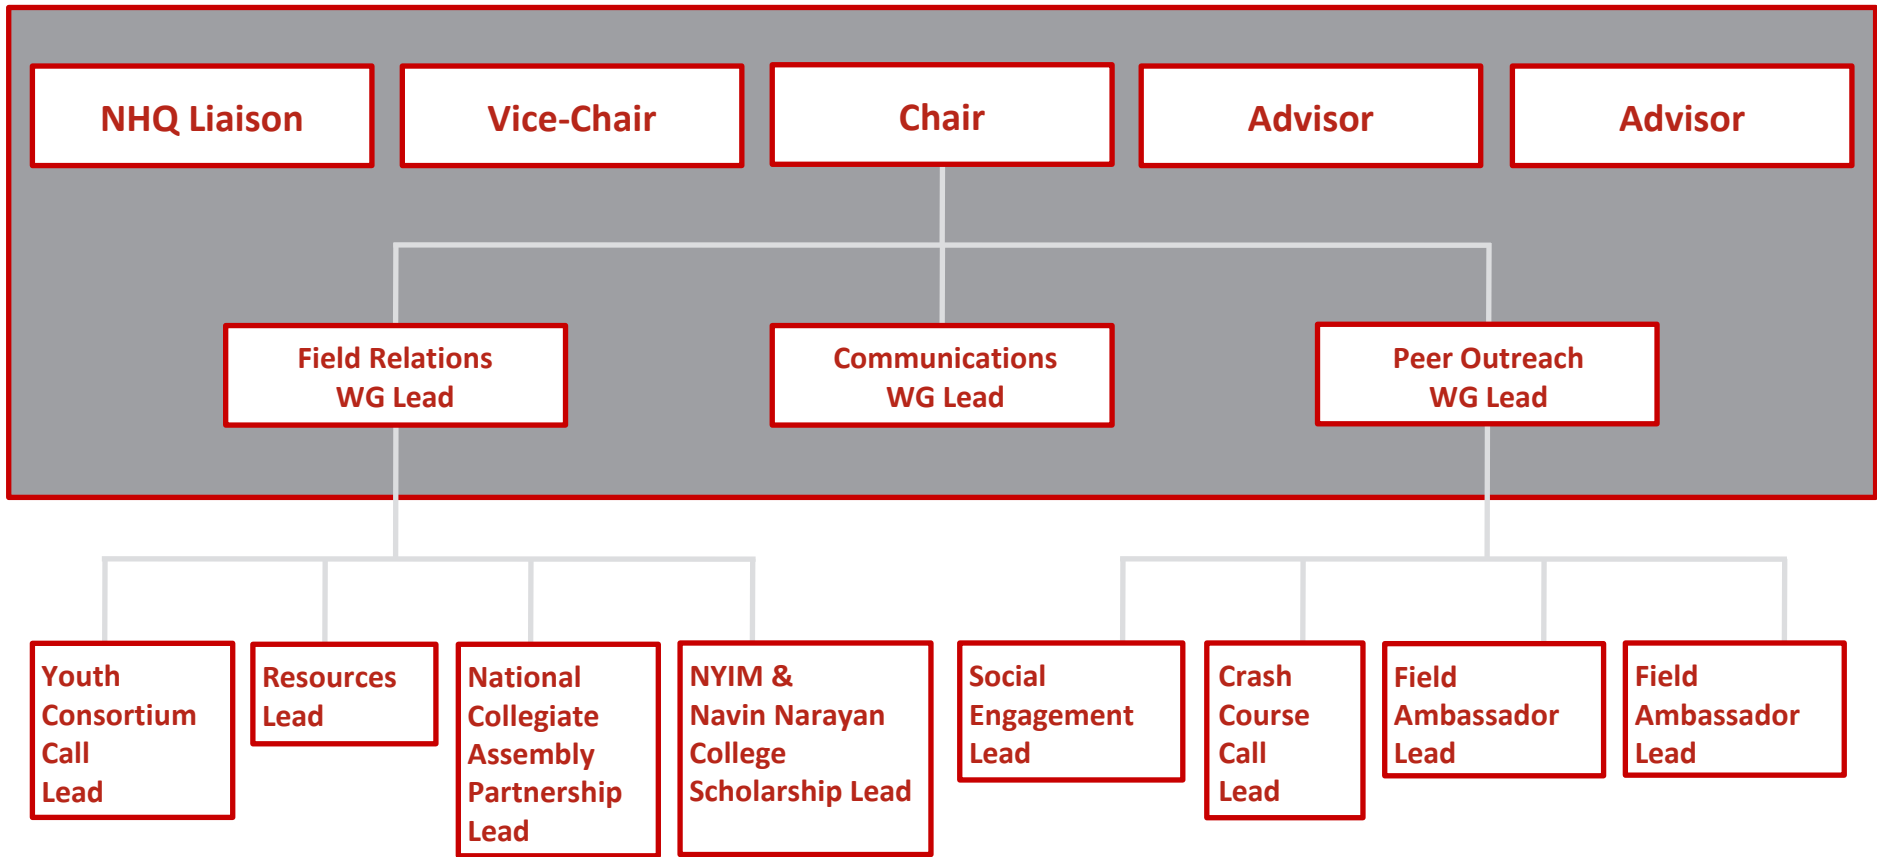 NHQ Liaison
Vice-Chair
Chair
Advisor
Advisor
Field Relations
WG Lead
Communications
WG Lead
Peer Outreach
WG Lead
Youth
Consortium
Call
Lead
Resources
Lead
National
Collegiate
Assembly
Partnership
Lead
NYIM &
Navin Narayan
College
Scholarship Lead
Social
Engagement
Lead
Crash
Course
Call
Lead
Field
Ambassador
Lead
Field
Ambassador
Lead